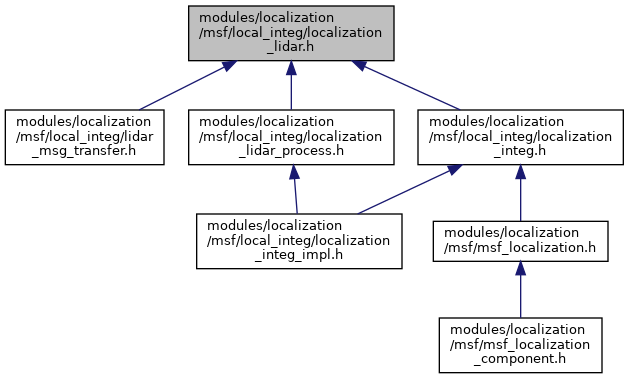 modules/localization
/msf/local_integ/localization
_lidar.h
modules/localization
/msf/local_integ/lidar
_msg_transfer.h
modules/localization
/msf/local_integ/localization
_lidar_process.h
modules/localization
/msf/local_integ/localization
_integ.h
modules/localization
/msf/local_integ/localization
_integ_impl.h
modules/localization
/msf/msf_localization.h
modules/localization
/msf/msf_localization
_component.h